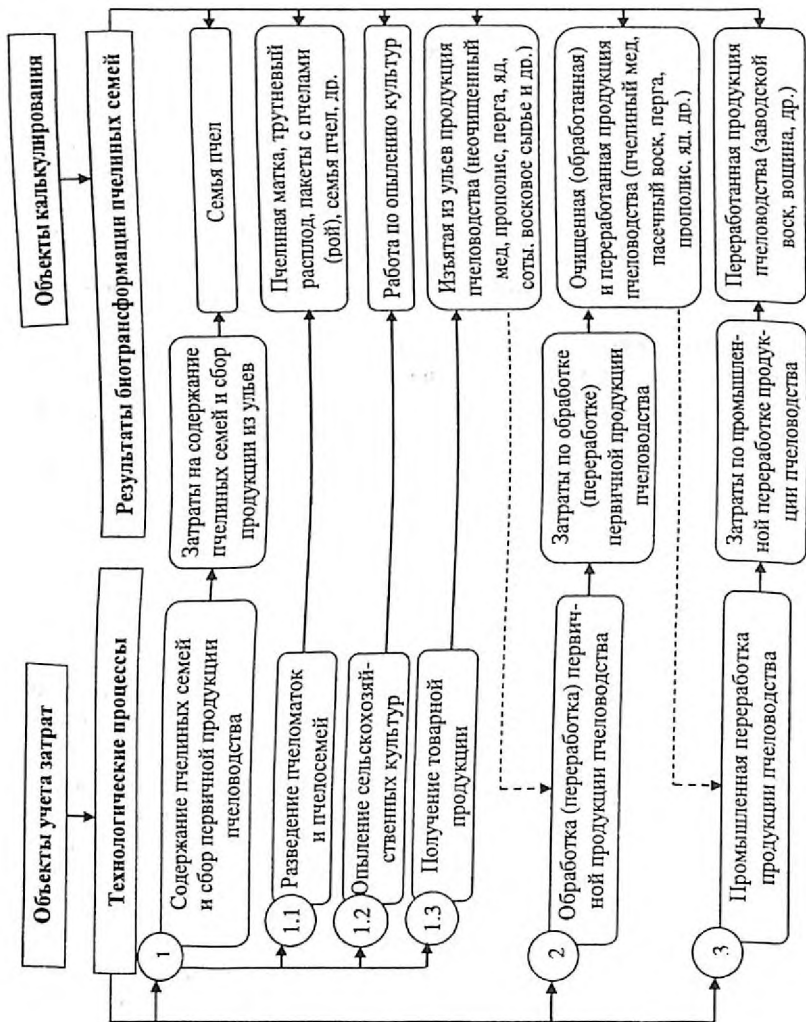 Объекты учета затрат
Объекты калькулирования
Технологические процессы
Результаты биотрансформации пчелиных семей
1
Содержание пчелиных семей
и сбор первичной продукции
пчеловодства
Затраты на содержание
пчелиных семей и сбор
продукции из ульев
Семья пчел
1.1
Разведение пчеломаток
и пчелосемей
Пчелиная матка, трутневый
расплод, пакеты с пчелами
(рой), семья пчел, др.
1.2
Опыление сельскохозяй-
ственных культур
Работа по опылению культур
1.3
Получение товарной
продукции
Изъятая из ульев продукция
пчеловодства (неочищенный
мед, прополис, перга, яд,
соты, восковое сырье и др.)
2
Обработка (переработка) первич-
ной продукции пчеловодства
Затраты по обработке
(переработке)
первичной продукции
пчеловодства
Очищенная (обработанная)
и переработанная продукция
пчеловодства (пчелиный мед,
пасечный воск, перга,
прополис, яд, др.)
3
Промышленная переработка
продукции пчеловодства
Затраты по промышлен-
ной переработке продук-
ции пчеловодства
Переработанная продукция
пчеловодства (заводской
воск, вощина, др.)